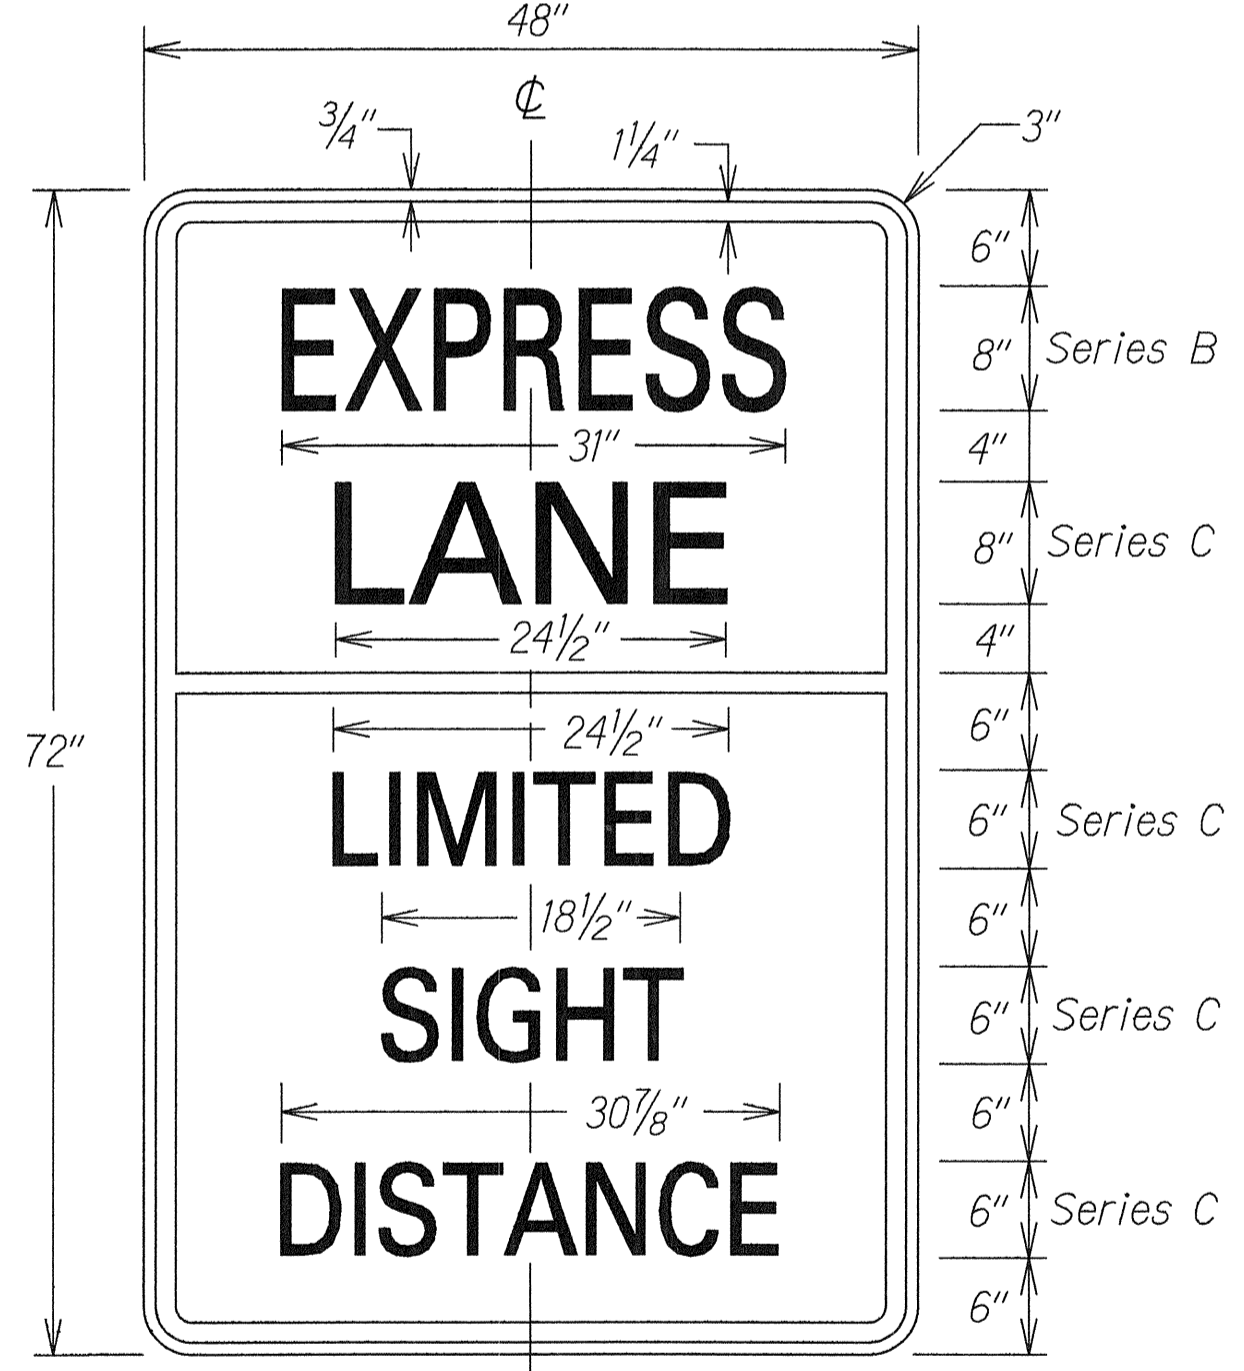 48"
℄
3/4"
1 1/4"
3"
6"
EXPRESS
8" Series B
31"
4"
LANE
8" Series C
24 1/2"
4"
72"
24 1/2"
6"
LIMITED
6" Series C
18 1/2"
6"
SIGHT
6" Series C
30 7/8"
6"
DISTANCE
6" Series C
6"